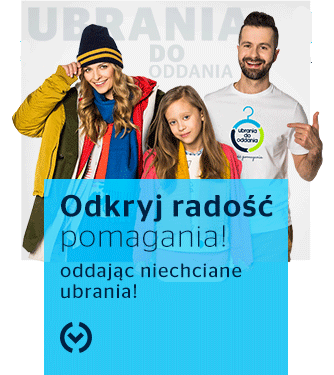 UBRANIA
DO
ODDANIA
ubrania
do
oddania
Odkryj radość
pomagania!
oddając niechciane
ubrania!